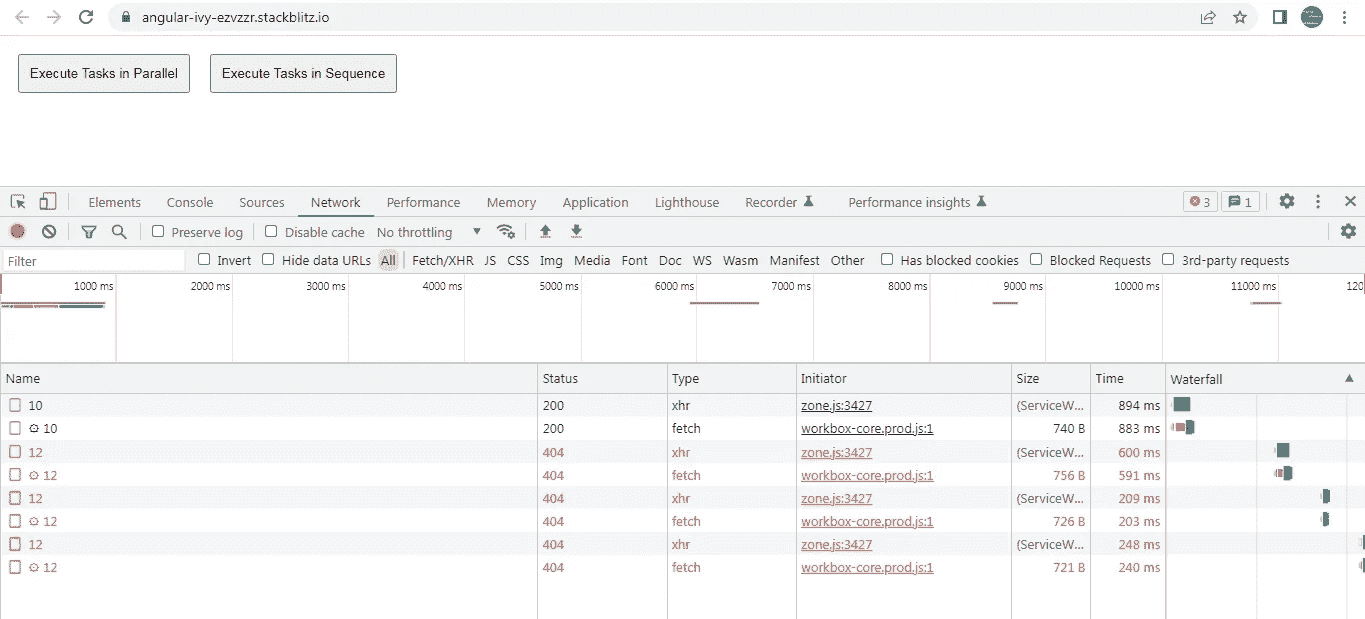 angular-ivy-ezvzzr.stackblitz.io
Execute Tasks in Parallel Execute Tasks in Sequence
Elements Console Sources Network Performance Memory Application Lighthouse Recorder Performance insights 3 1
Preserve log Disable cache No throttling
Filter Invert Hide data URLs All Fetch/XHR JS CSS Img Media Font Doc WS Wasm Manifest Other Has blocked cookies Blocked Requests 3rd-party requests
1000 ms 2000 ms 3000 ms 4000 ms 5000 ms 6000 ms 7000 ms 8000 ms 9000 ms 10000 ms 11000 ms 120
Name Status Type Initiator Size Time Waterfall
10 200 xhr zone.js:3427 (ServiceW... 894 ms
10 200 fetch workbox-core.prod.js:1 740 B 883 ms
12 404 xhr zone.js:3427 (ServiceW... 600 ms
12 404 fetch workbox-core.prod.js:1 756 B 591 ms
12 404 xhr zone.js:3427 (ServiceW... 209 ms
12 404 fetch workbox-core.prod.js:1 726 B 203 ms
12 404 xhr zone.js:3427 (ServiceW... 248 ms
12 404 fetch workbox-core.prod.js:1 721 B 240 ms